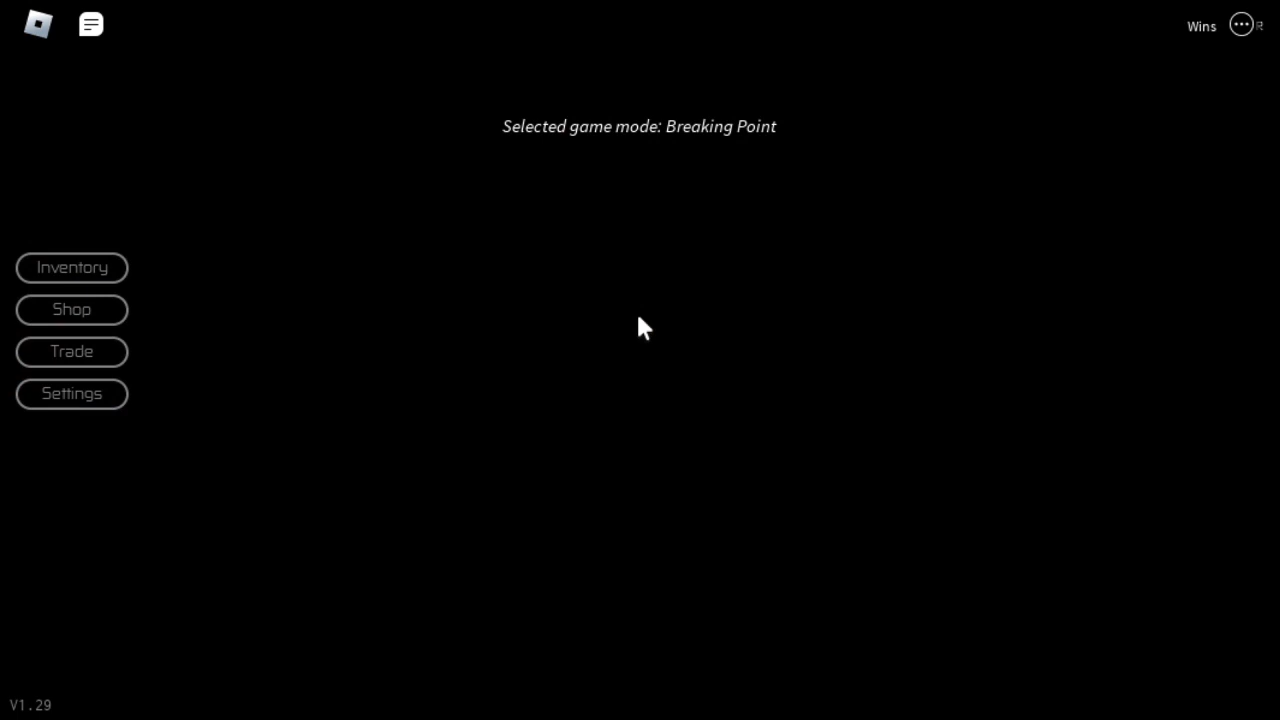 Wins
Selected game mode: Breaking Point
Inventory
Shop
Trade
Settings
V1.29